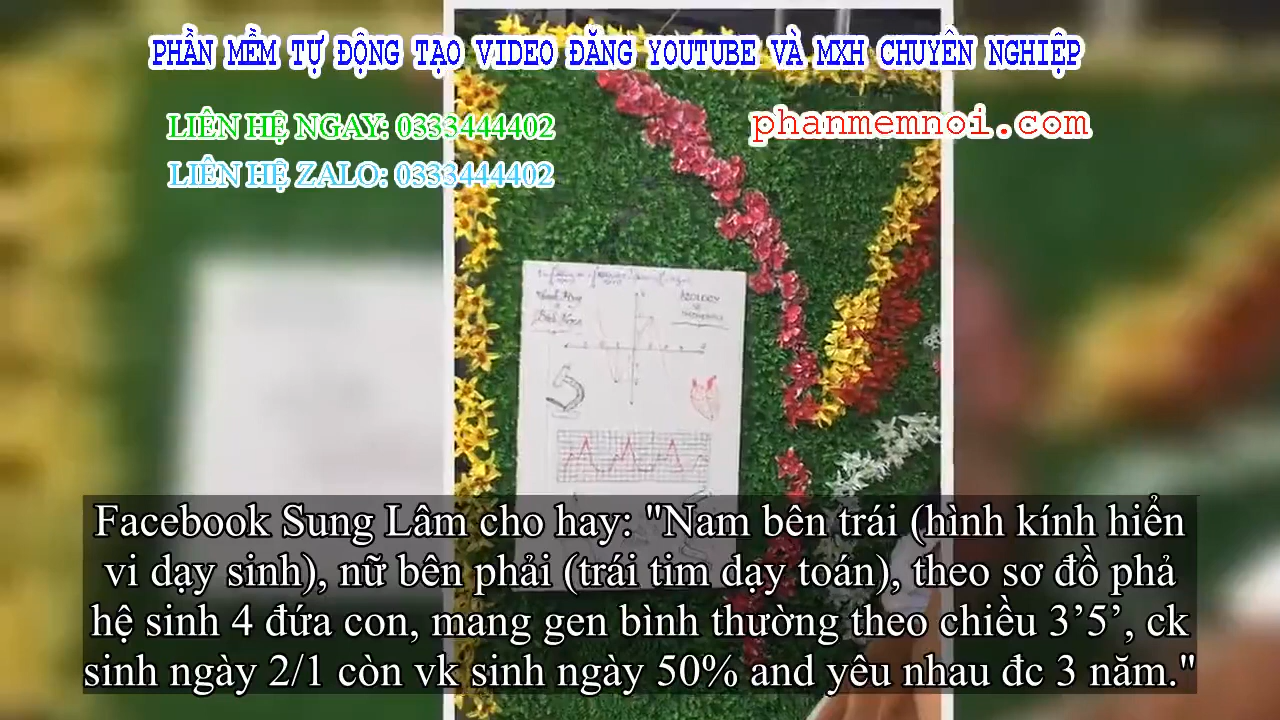 PHẦN MỀM TỰ ĐỘNG TẠO VIDEO ĐĂNG YOUTUBE VÀ MXH CHUYÊN NGHIỆP
LIÊN HỆ NGAY: 0333444402
phanmemnoi.com
LIÊN HỆ ZALO: 0333444402
Facebook Sung Lâm cho hay: "Nam bên trái (hình kính hiển
vi dạy sinh), nữ bên phải (trái tim dạy toán), theo sơ đồ phả
hệ sinh 4 đứa con, mang gen bình thường theo chiều 3’5’, ck
sinh ngày 2/1 còn vk sinh ngày 50% and yêu nhau đc 3 năm."